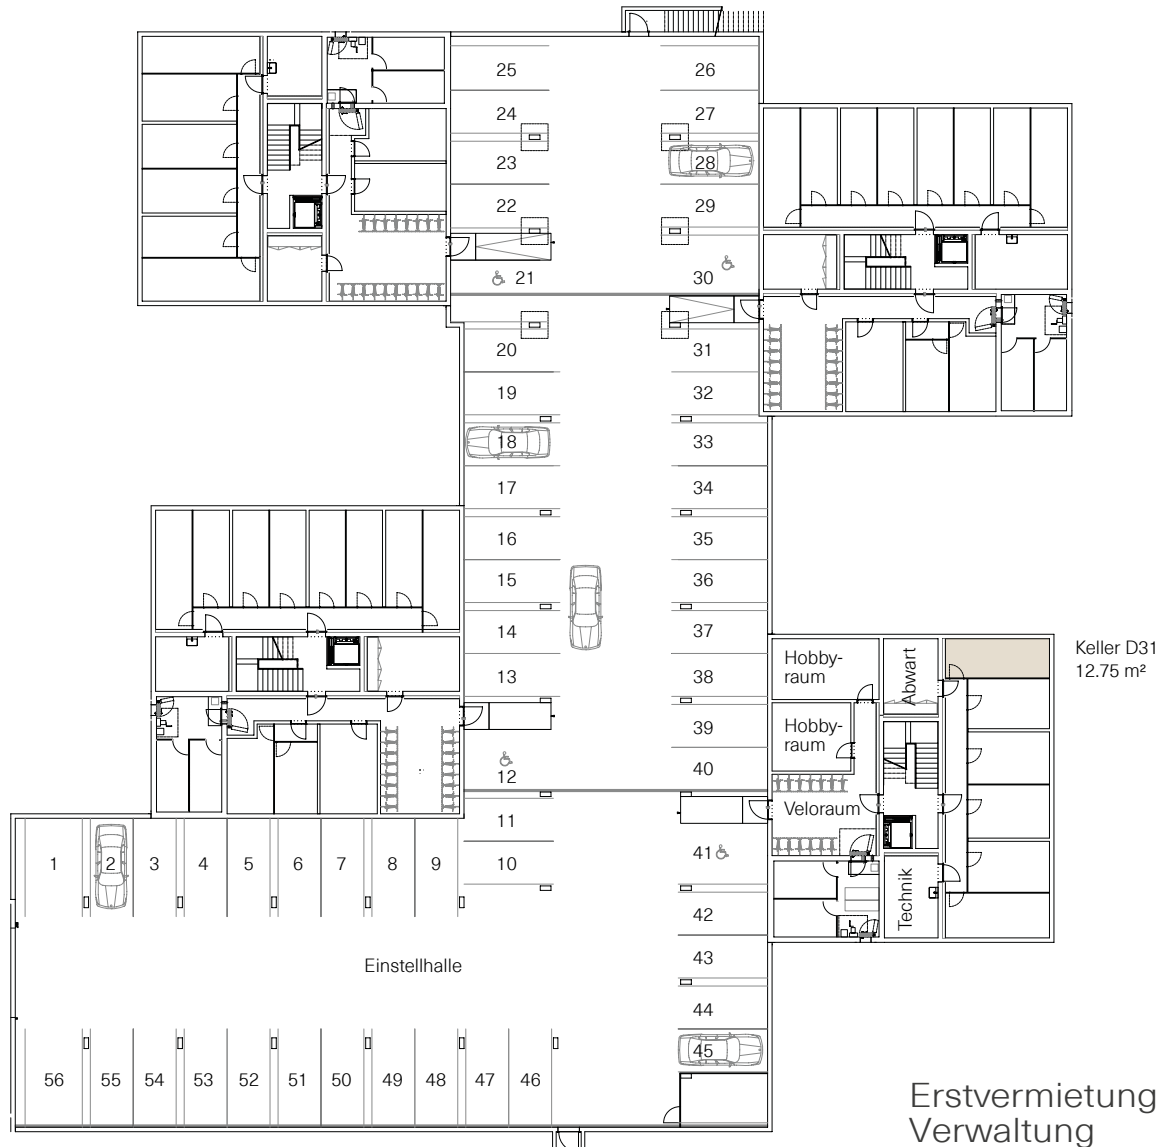 25 26
24 27
23 28
22 29
21 30
20 31
19 32
18 33
17 34
16 35
15 36
14 37
13 38
12 39
11 40
10 41
42
43
44
45
1 2 3 4 5 6 7 8 9
Einstellhalle
56 55 54 53 52 51 50 49 48 47 46
Hobby-
raum
Hobby-
raum
Abwart
Veloraum
Technik
Keller D31
12.75 m²
Erstvermietung
Verwaltung